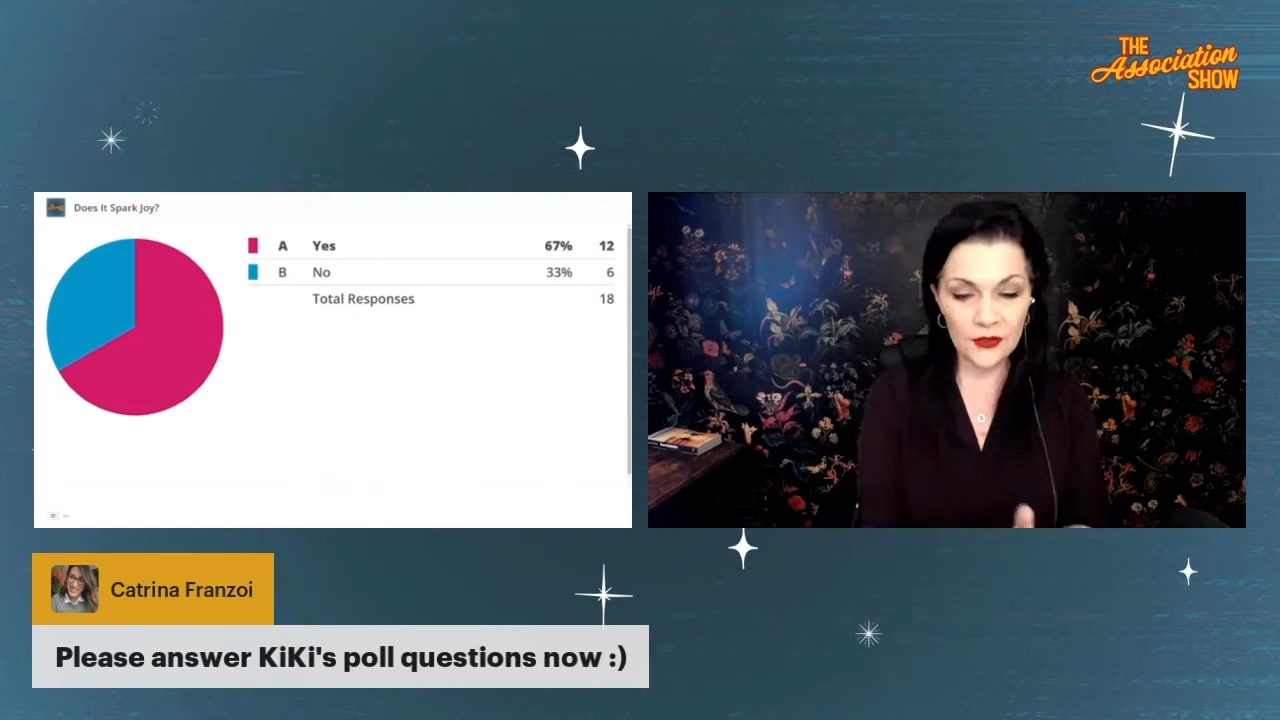 THE
Association
SHOW
Does It Spark Joy?
A Yes 67% 12
B No 33% 6
Total Responses 18
Catrina Franzoi
Please answer KiKi's poll questions now :)